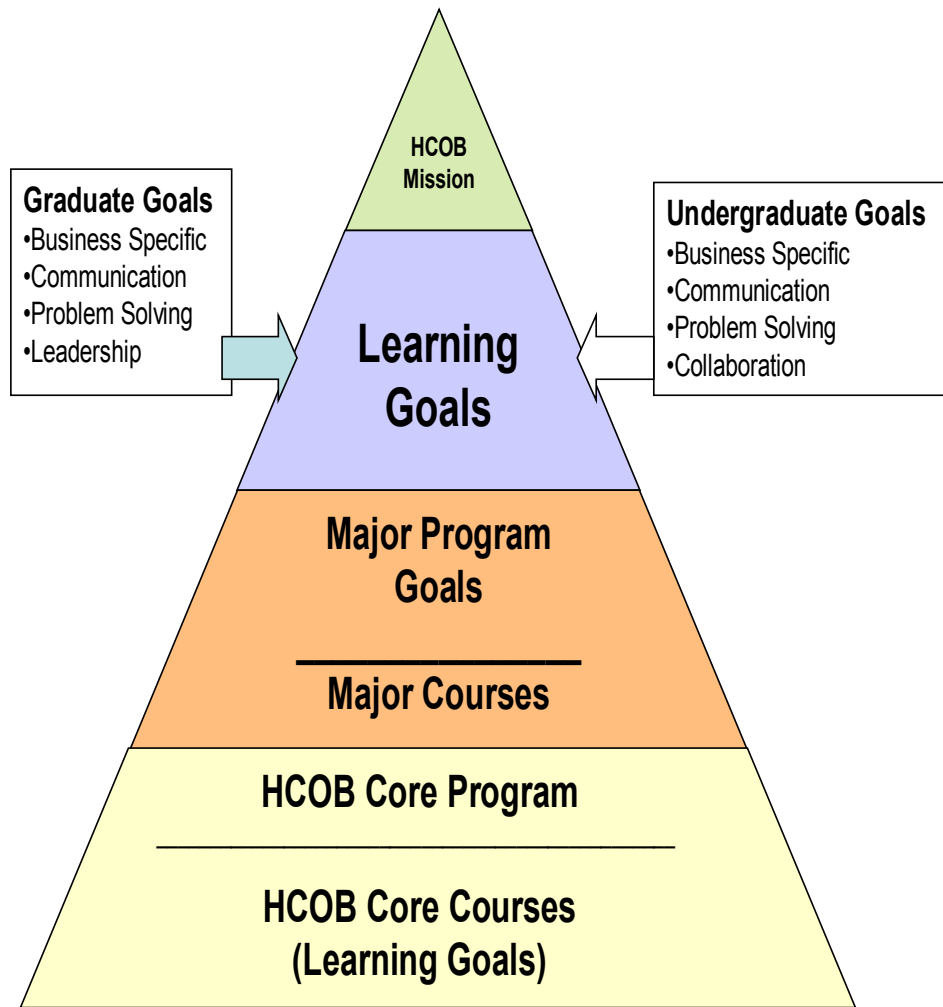 HCOB
Mission
Graduate Goals
•Business Specific
•Communication
•Problem Solving
•Leadership
Undergraduate Goals
•Business Specific
•Communication
•Problem Solving
•Collaboration
Learning
Goals
Major Program
Goals
Major Courses
HCOB Core Program
HCOB Core Courses
(Learning Goals)